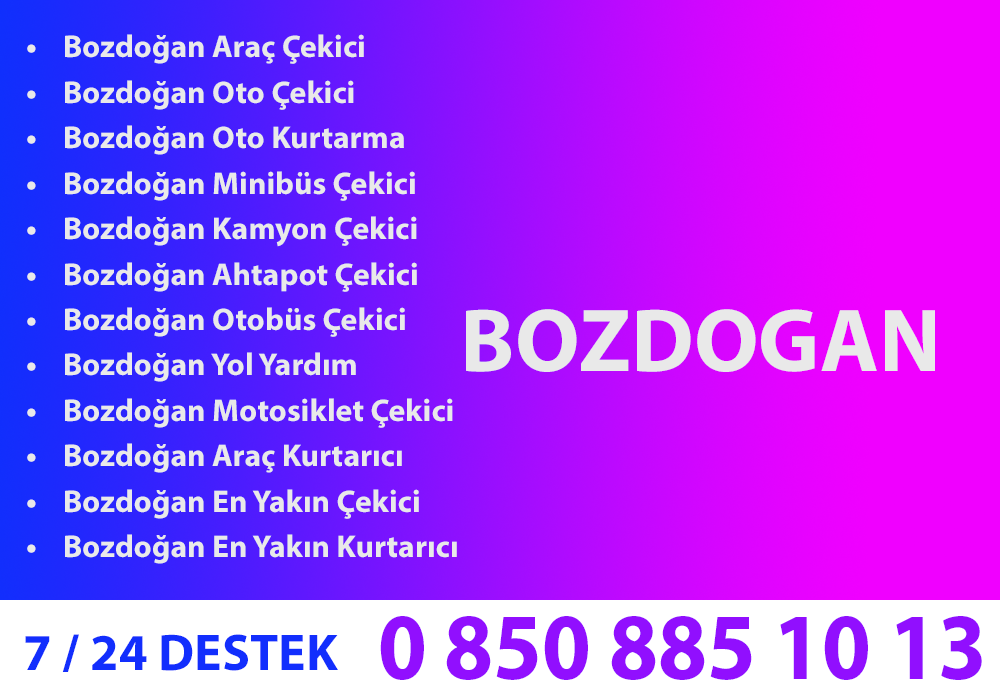 • Bozdoğan Araç Çekici
• Bozdoğan Oto Çekici
• Bozdoğan Oto Kurtarma
• Bozdoğan Minibüs Çekici
• Bozdoğan Kamyon Çekici
• Bozdoğan Ahtapot Çekici
• Bozdoğan Otobüs Çekici
• Bozdoğan Yol Yardım
• Bozdoğan Motosiklet Çekici
• Bozdoğan Araç Kurtarıcı
• Bozdoğan En Yakın Çekici
• Bozdoğan En Yakın Kurtarıcı
BOZDOGAN
7 / 24 DESTEK 0 850 885 10 13